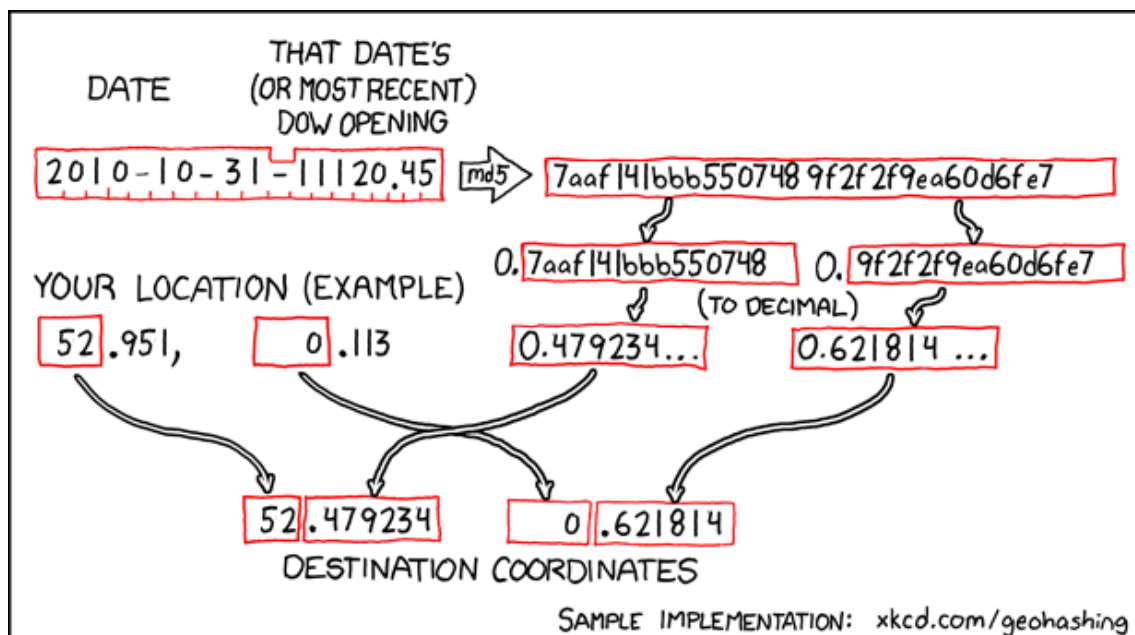 THAT DATE'S
DATE (OR MOST RECENT)
DOW OPENING
2010-10-31-11120.45 md5 7aaf141bbb5507489f2f2f9ea60d6fe7
0.7aaf141bbb550748 0.9f2f2f9ea60d6fe7
YOUR LOCATION (EXAMPLE) (TO DECIMAL)
52.951, 0.113 0.479234... 0.621814...
52.479234 0.621814
DESTINATION COORDINATES
SAMPLE IMPLEMENTATION: xkcd.com/geohashing